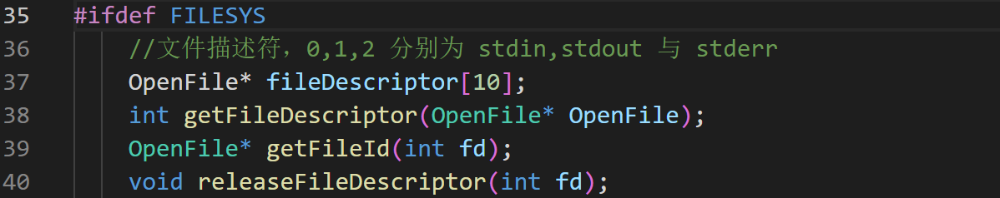 35 #ifdef FILESYS
36 //文件描述符，0,1,2 分别为 stdin,stdout 与 stderr
37 OpenFile* fileDescriptor[10];
38 int getFileDescriptor(OpenFile* OpenFile);
39 OpenFile* getFileId(int fd);
40 void releaseFileDescriptor(int fd);